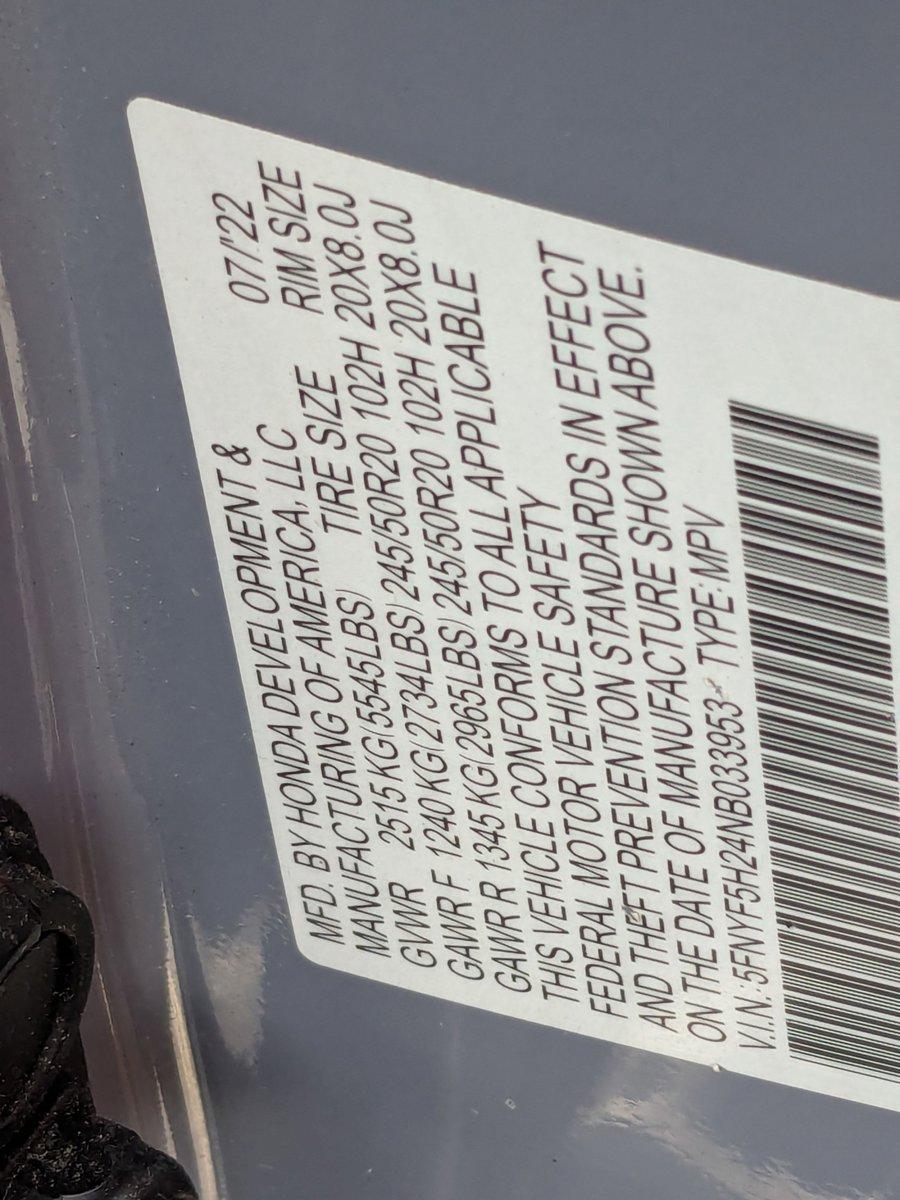 MFD. BY HONDA DEVELOPMENT & 07/'22
MANUFACTURING OF AMERICA, LLC
TIRE SIZE RIM SIZE
GVWR 2515 KG(5545LBS)
GAWR F 1240 KG(2734LBS) 245/50R20 102H 20X8.0J
GAWR R 1345 KG(2965LBS) 245/50R20 102H 20X8.0J
THIS VEHICLE CONFORMS TO ALL APPLICABLE
FEDERAL MOTOR VEHICLE SAFETY
AND THEFT PREVENTION STANDARDS IN EFFECT
ON THE DATE OF MANUFACTURE SHOWN ABOVE.
V.I.N.:5FNYF5H24NB033953 TYPE:MPV